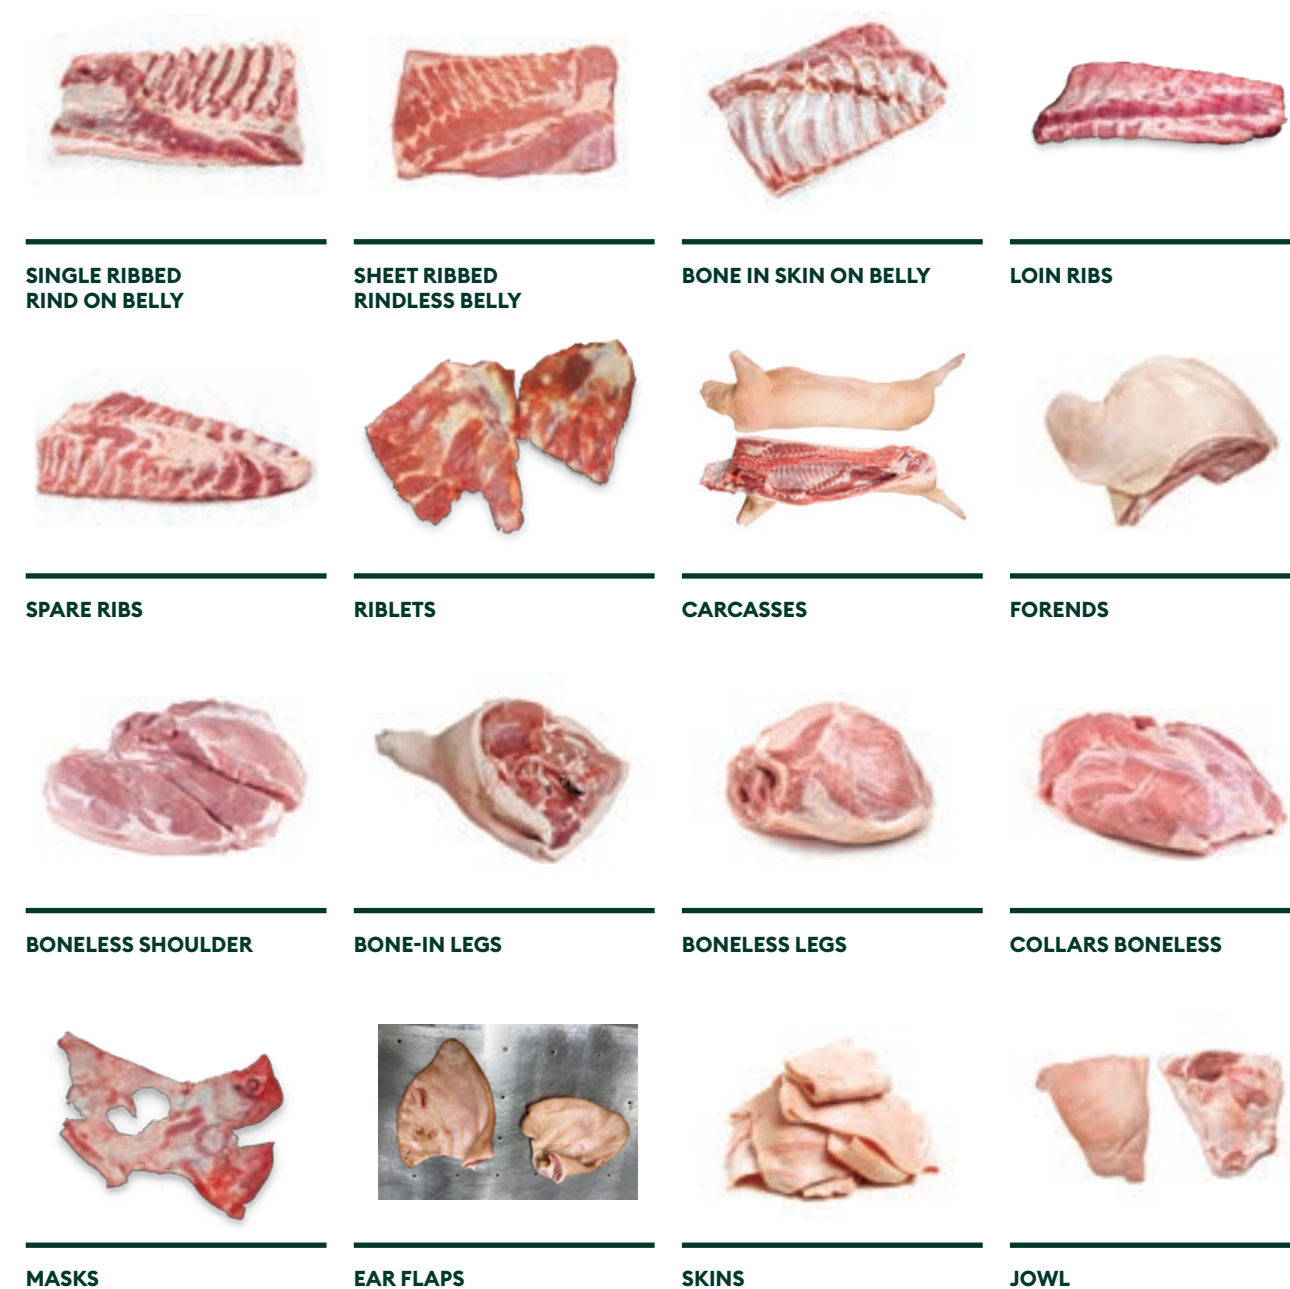 SINGLE RIBBED
RIND ON BELLY
SHEET RIBBED
RINDLESS BELLY
BONE IN SKIN ON BELLY
LOIN RIBS
SPARE RIBS
RIBLETS
CARCASSES
FORENDS
BONELESS SHOULDER
BONE-IN LEGS
BONELESS LEGS
COLLARS BONELESS
MASKS
EAR FLAPS
SKINS
JOWL